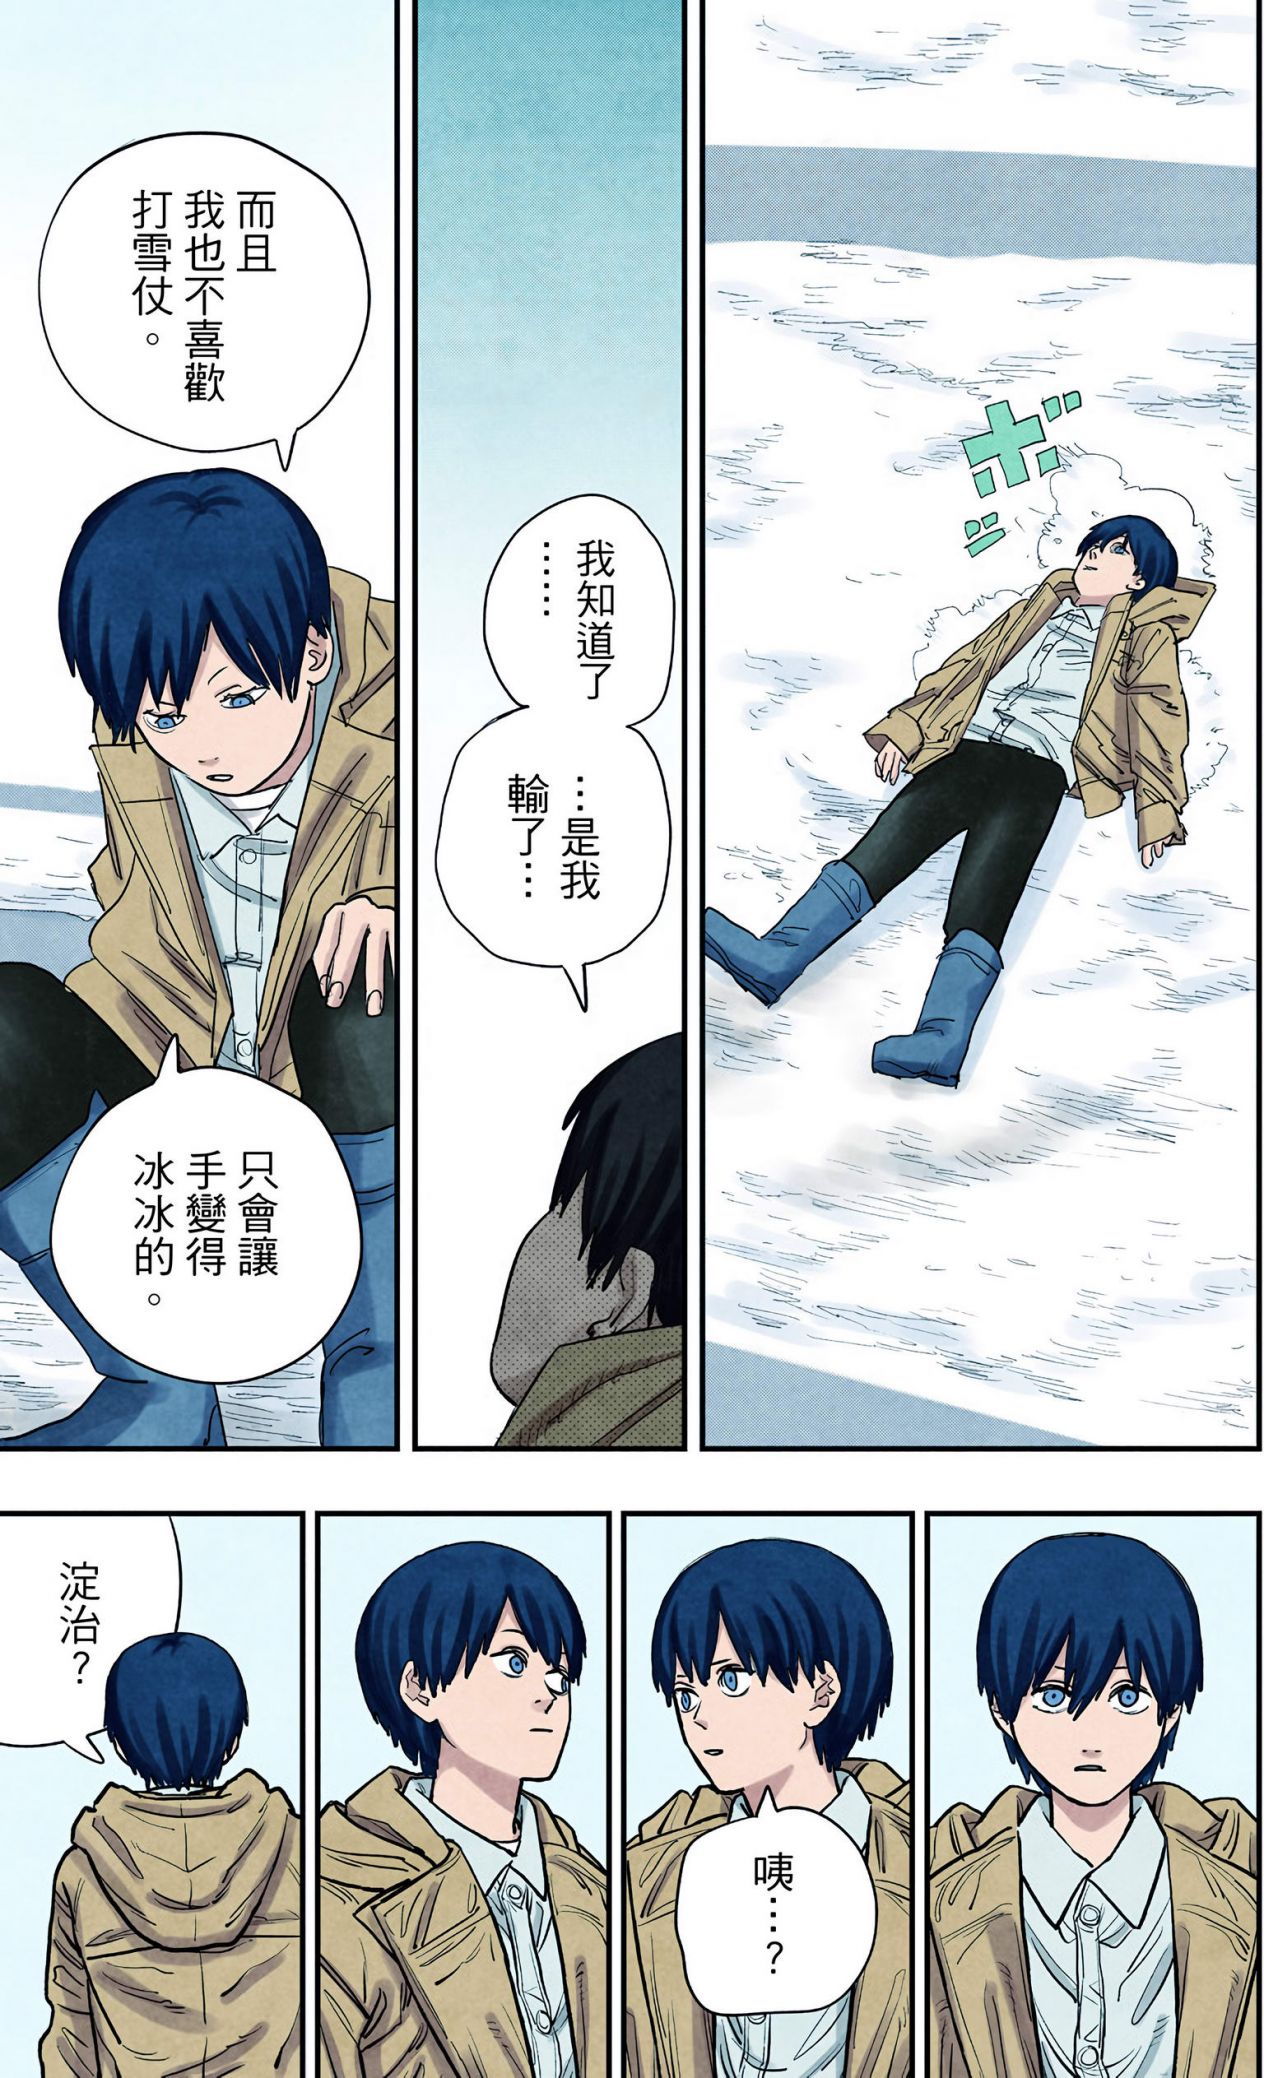 ボ
我知道了
……
…是我
輸了…
而且
我也不喜歡
打雪仗。
只會讓
手變得
冰冰的。
咦…?
淀治?